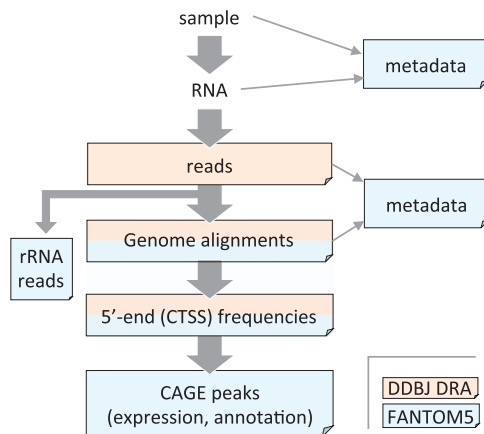 sample
metadata
RNA
reads
metadata
Genome alignments
rRNA
reads
5'-end (CTSS) frequencies
CAGE peaks
(expression, annotation)
DDBJ DRA
FANTOM5